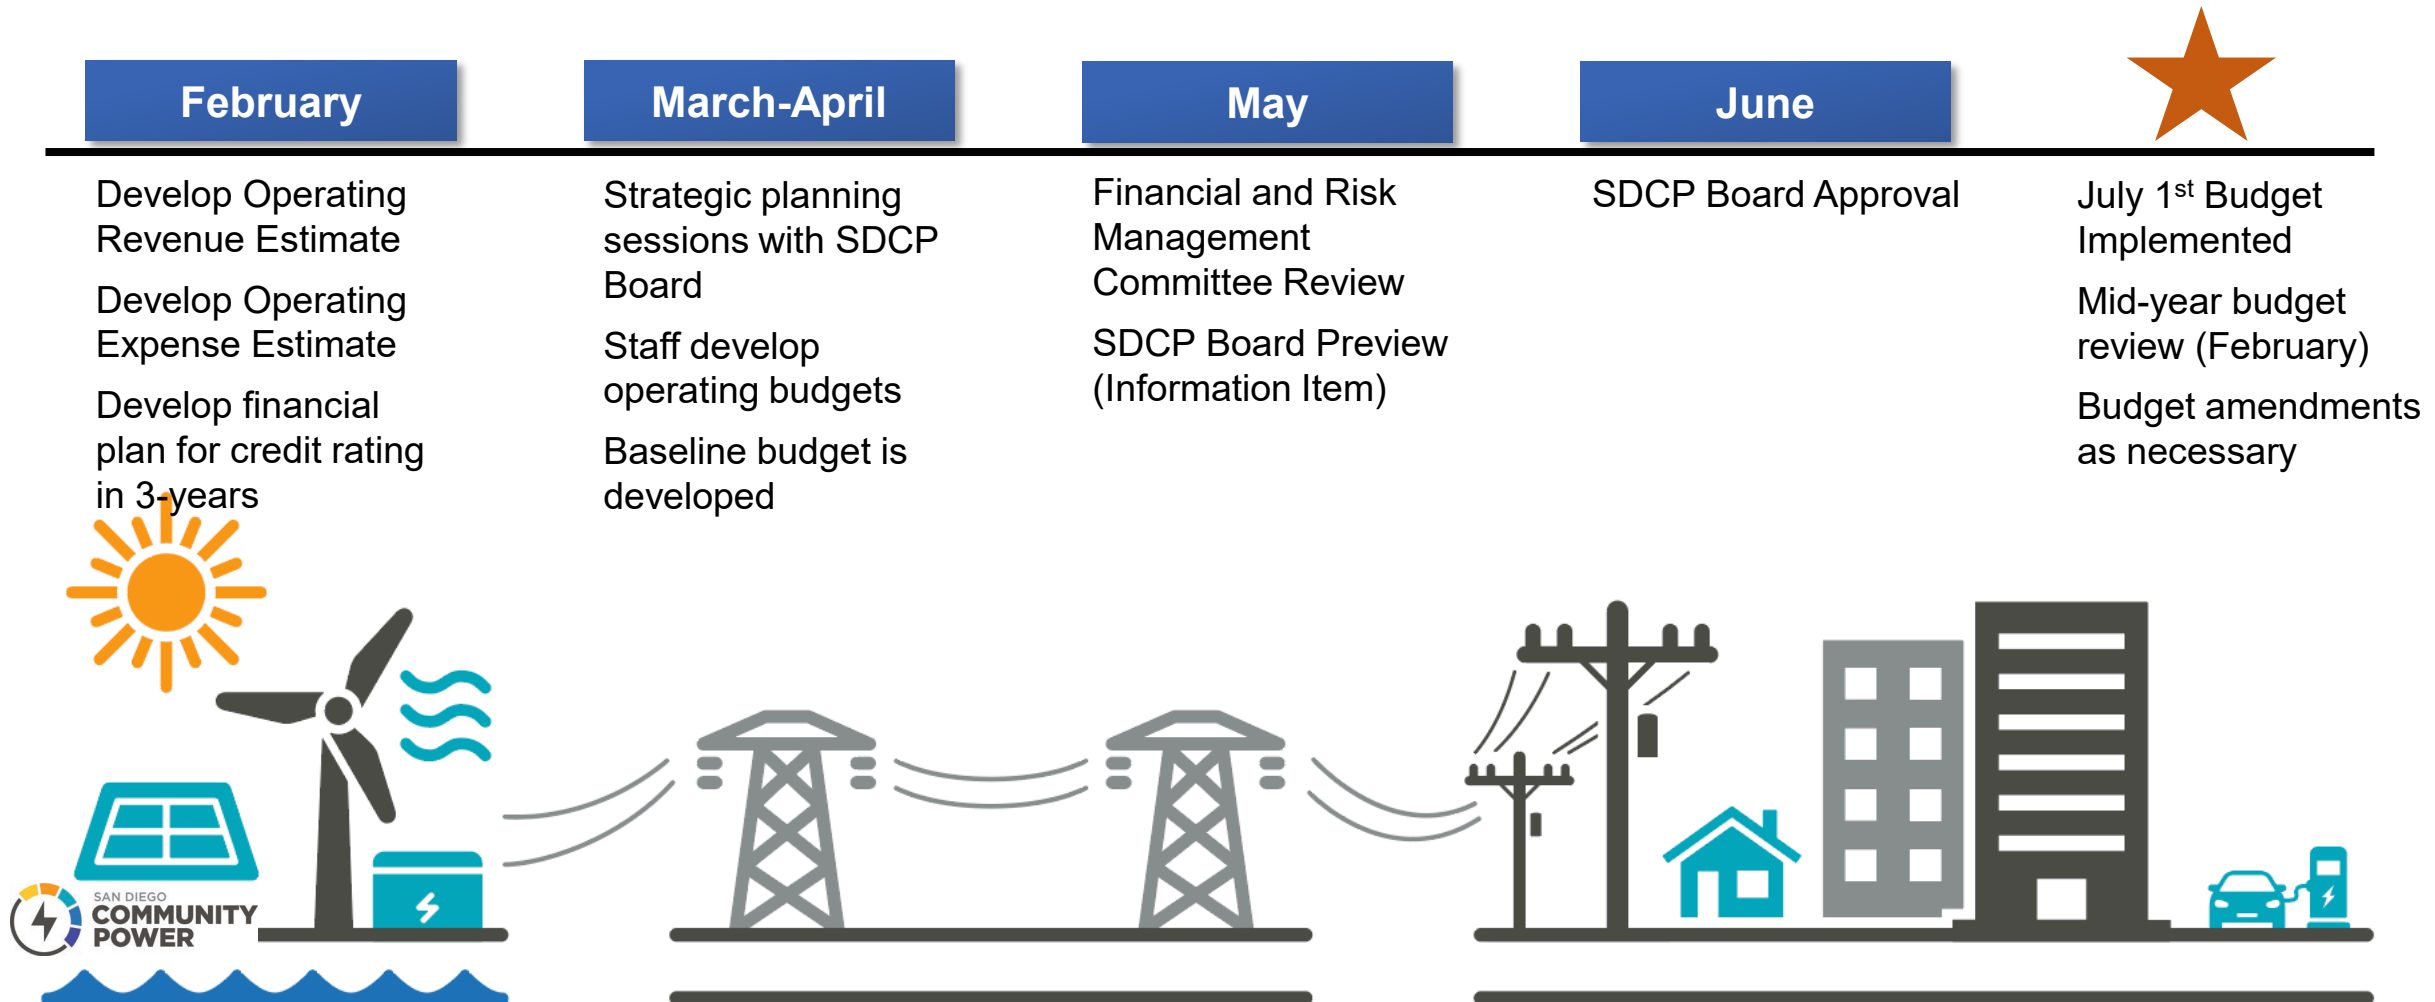 February
Develop Operating
Revenue Estimate
Develop Operating
Expense Estimate
Develop financial
plan for credit rating
in 3-years
March-April
Strategic planning
sessions with SDCP
Board
Staff develop
operating budgets
Baseline budget is
developed
May
Financial and Risk
Management
Committee Review
SDCP Board Preview
(Information Item)
June
SDCP Board Approval
July 1st Budget
Implemented
Mid-year budget
review (February)
Budget amendments
as necessary
SAN DIEGO
COMMUNITY
POWER